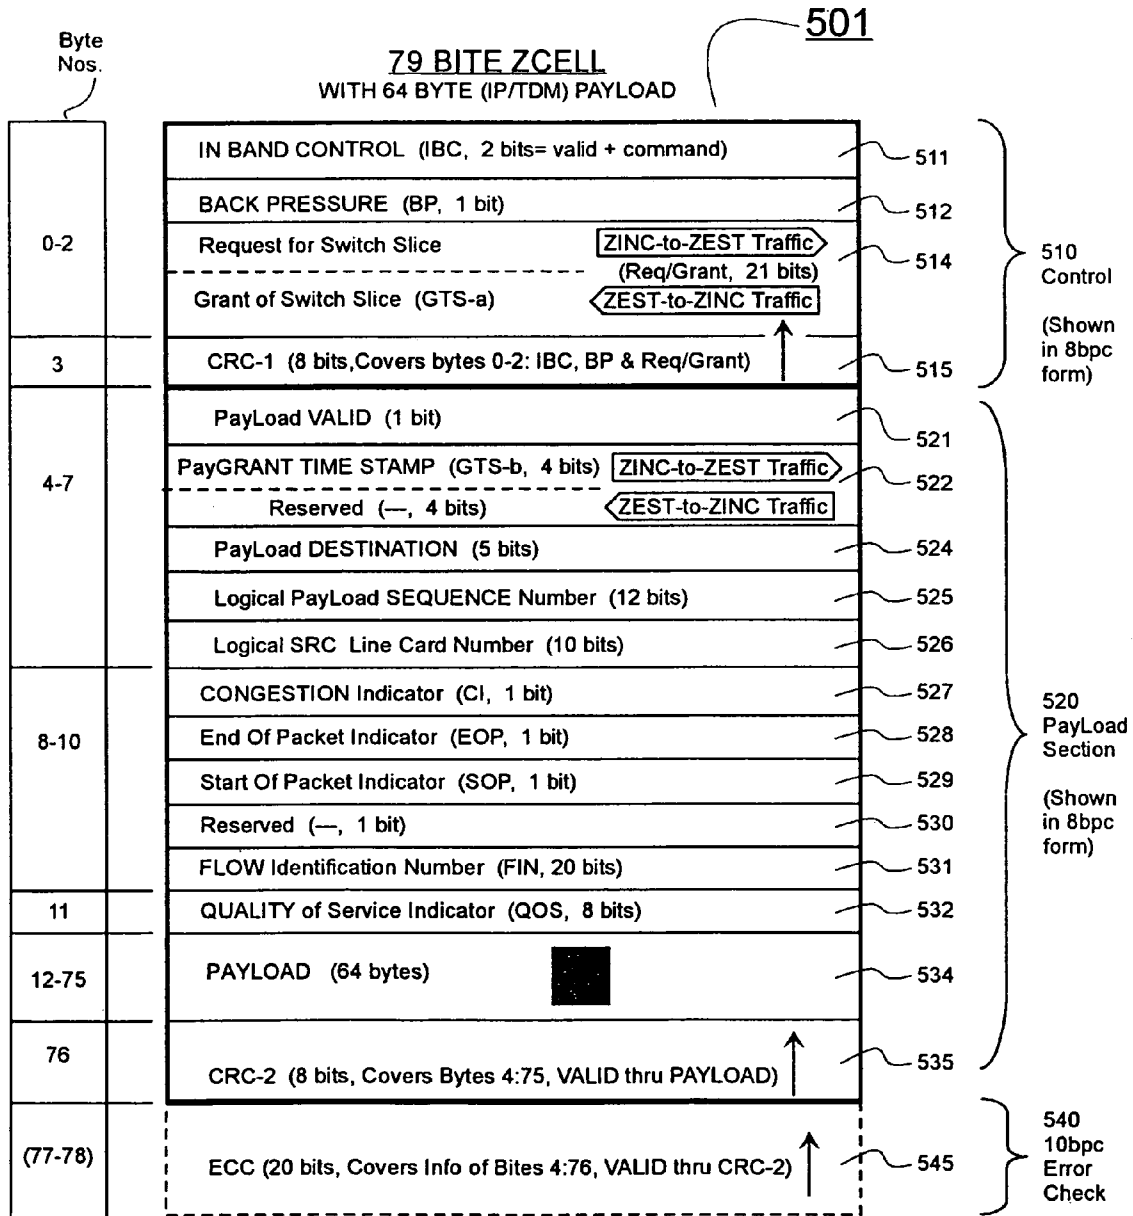 501
Byte
Nos.
79 BITE ZCELL
WITH 64 BYTE (IP/TDM) PAYLOAD
IN BAND CONTROL (IBC, 2 bits= valid + command)
511
BACK PRESSURE (BP, 1 bit)
512
0-2
Request for Switch Slice
ZINC-to-ZEST Traffic
(Req/Grant, 21 bits)
514
Grant of Switch Slice (GTS-a)
ZEST-to-ZINC Traffic
510
Control
(Shown
in 8bpc
form)
3
CRC-1 (8 bits,Covers bytes 0-2: IBC, BP & Req/Grant)
515
PayLoad VALID (1 bit)
521
4-7
PayGRANT TIME STAMP (GTS-b, 4 bits)
ZINC-to-ZEST Traffic
522
Reserved (—, 4 bits)
ZEST-to-ZINC Traffic
PayLoad DESTINATION (5 bits)
524
Logical PayLoad SEQUENCE Number (12 bits)
525
Logical SRC Line Card Number (10 bits)
526
CONGESTION Indicator (CI, 1 bit)
527
8-10
End Of Packet Indicator (EOP, 1 bit)
528
520
PayLoad
Section
(Shown
in 8bpc
form)
Start Of Packet Indicator (SOP, 1 bit)
529
Reserved (—, 1 bit)
530
FLOW Identification Number (FIN, 20 bits)
531
11
QUALITY of Service Indicator (QOS, 8 bits)
532
12-75
PAYLOAD (64 bytes)
534
76
CRC-2 (8 bits, Covers Bytes 4:75, VALID thru PAYLOAD)
535
(77-78)
ECC (20 bits, Covers Info of Bites 4:76, VALID thru CRC-2)
545
540
10bpc
Error
Check